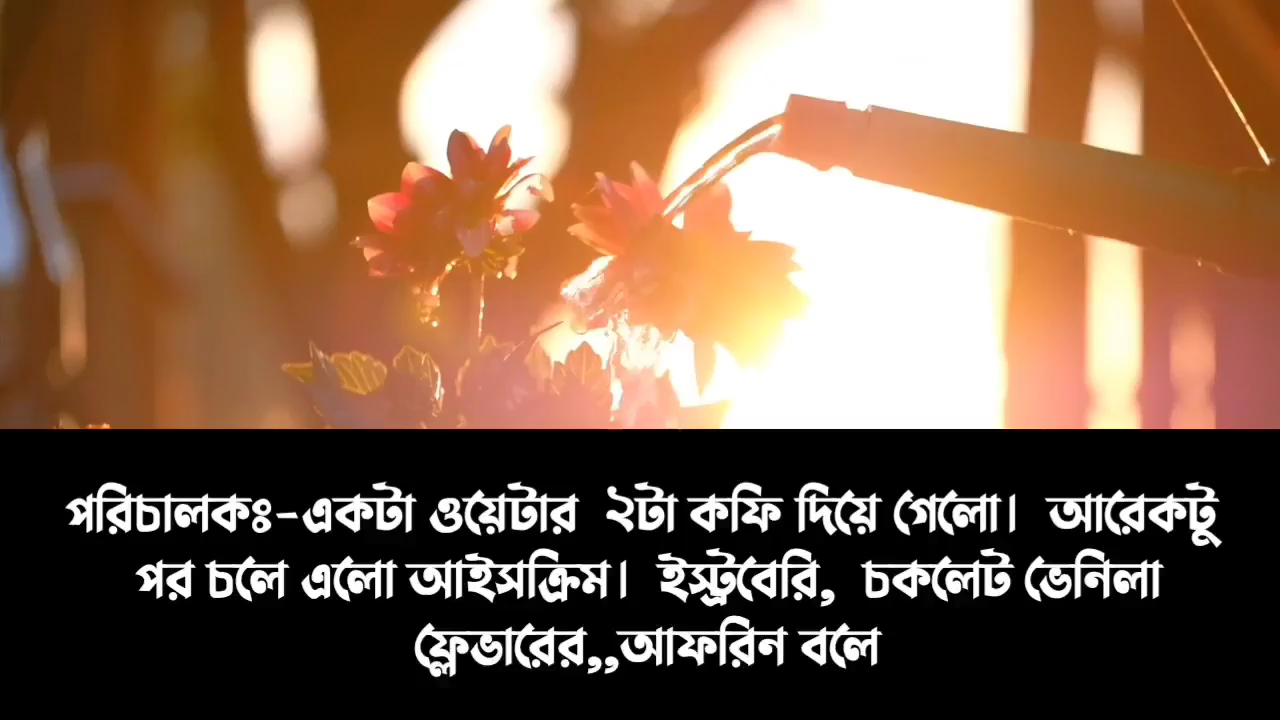 পরিচালকঃ-একটা ওয়েটার ২টা কফি দিয়ে গেলো। আরেকটু
পর চলে এলো আইসক্রিম। ইস্ট্রবেরি, চকলেট ভেনিলা
ফ্লেভারের,,আফরিন বলে